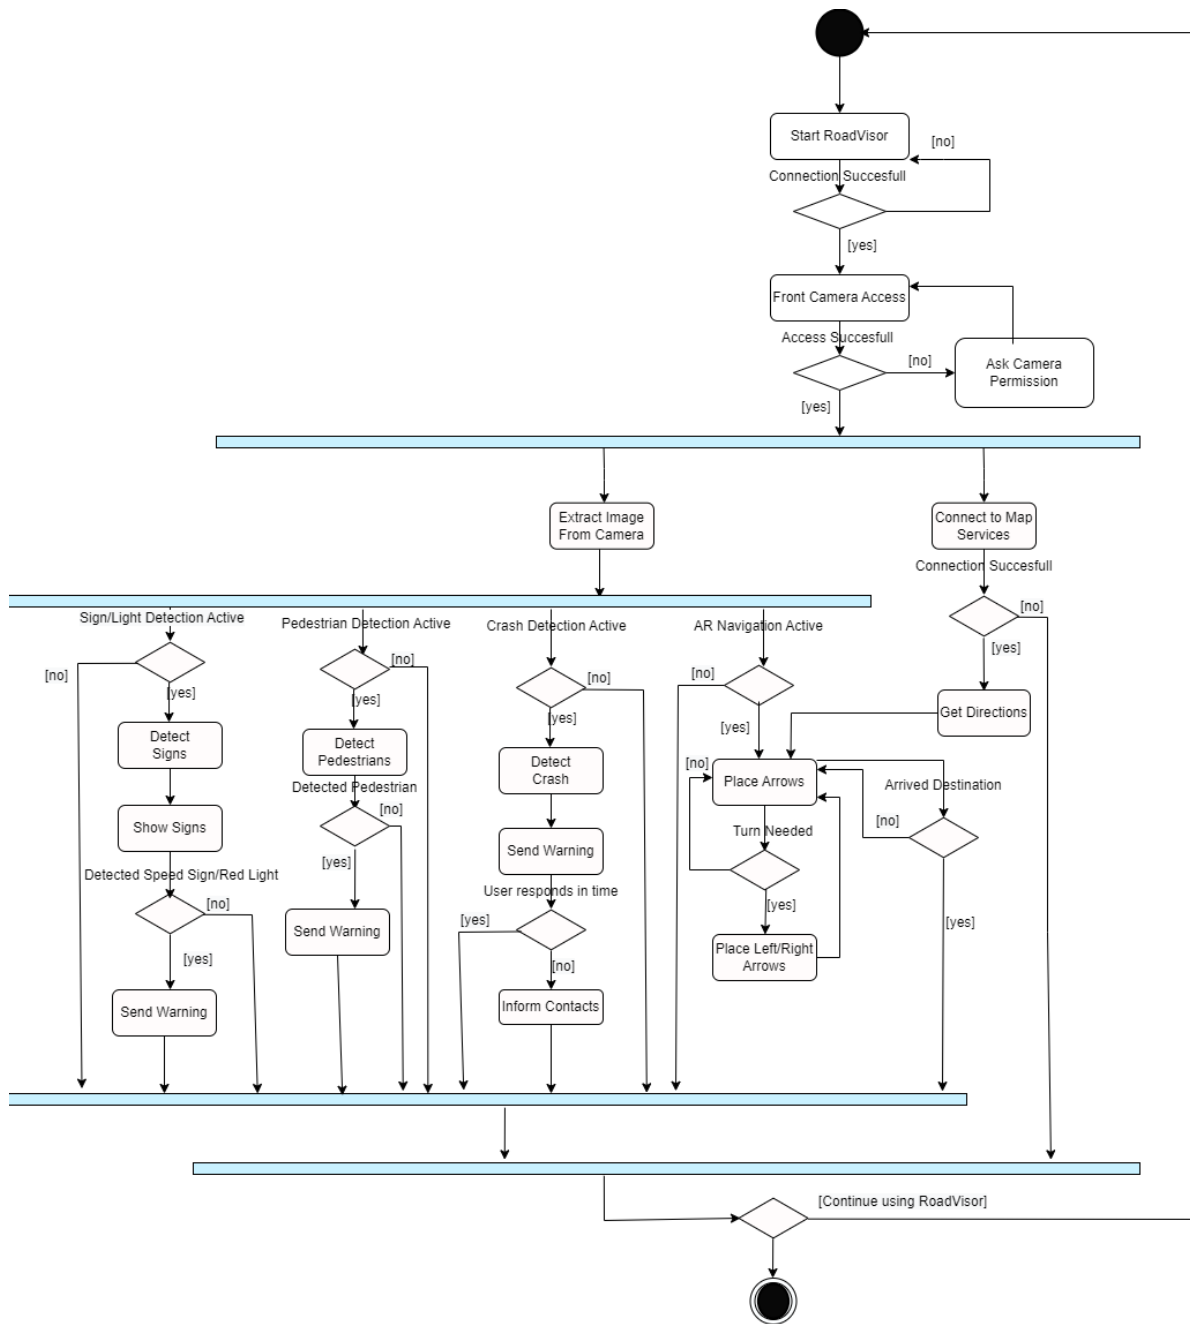 Start RoadVisor
[no]
Connection Succesfull
[yes]
Front Camera Access
Access Succesfull
[no]
Ask Camera
Permission
[yes]
Extract Image
From Camera
Connect to Map
Services
Connection Succesfull
[no]
[yes]
Get Directions
Sign/Light Detection Active
[no]
[yes]
Detect
Signs
Show Signs
Detected Speed Sign/Red Light
[no]
[yes]
Send Warning
Pedestrian Detection Active
[no]
[yes]
Detect
Pedestrians
Detected Pedestrian
[no]
[yes]
Send Warning
Crash Detection Active
[no]
[yes]
Detect
Crash
Send Warning
User responds in time
[yes]
[no]
Inform Contacts
AR Navigation Active
[no]
[yes]
[no]
Place Arrows
Turn Needed
[yes]
Place Left/Right
Arrows
Arrived Destination
[no]
[yes]
[Continue using RoadVisor]